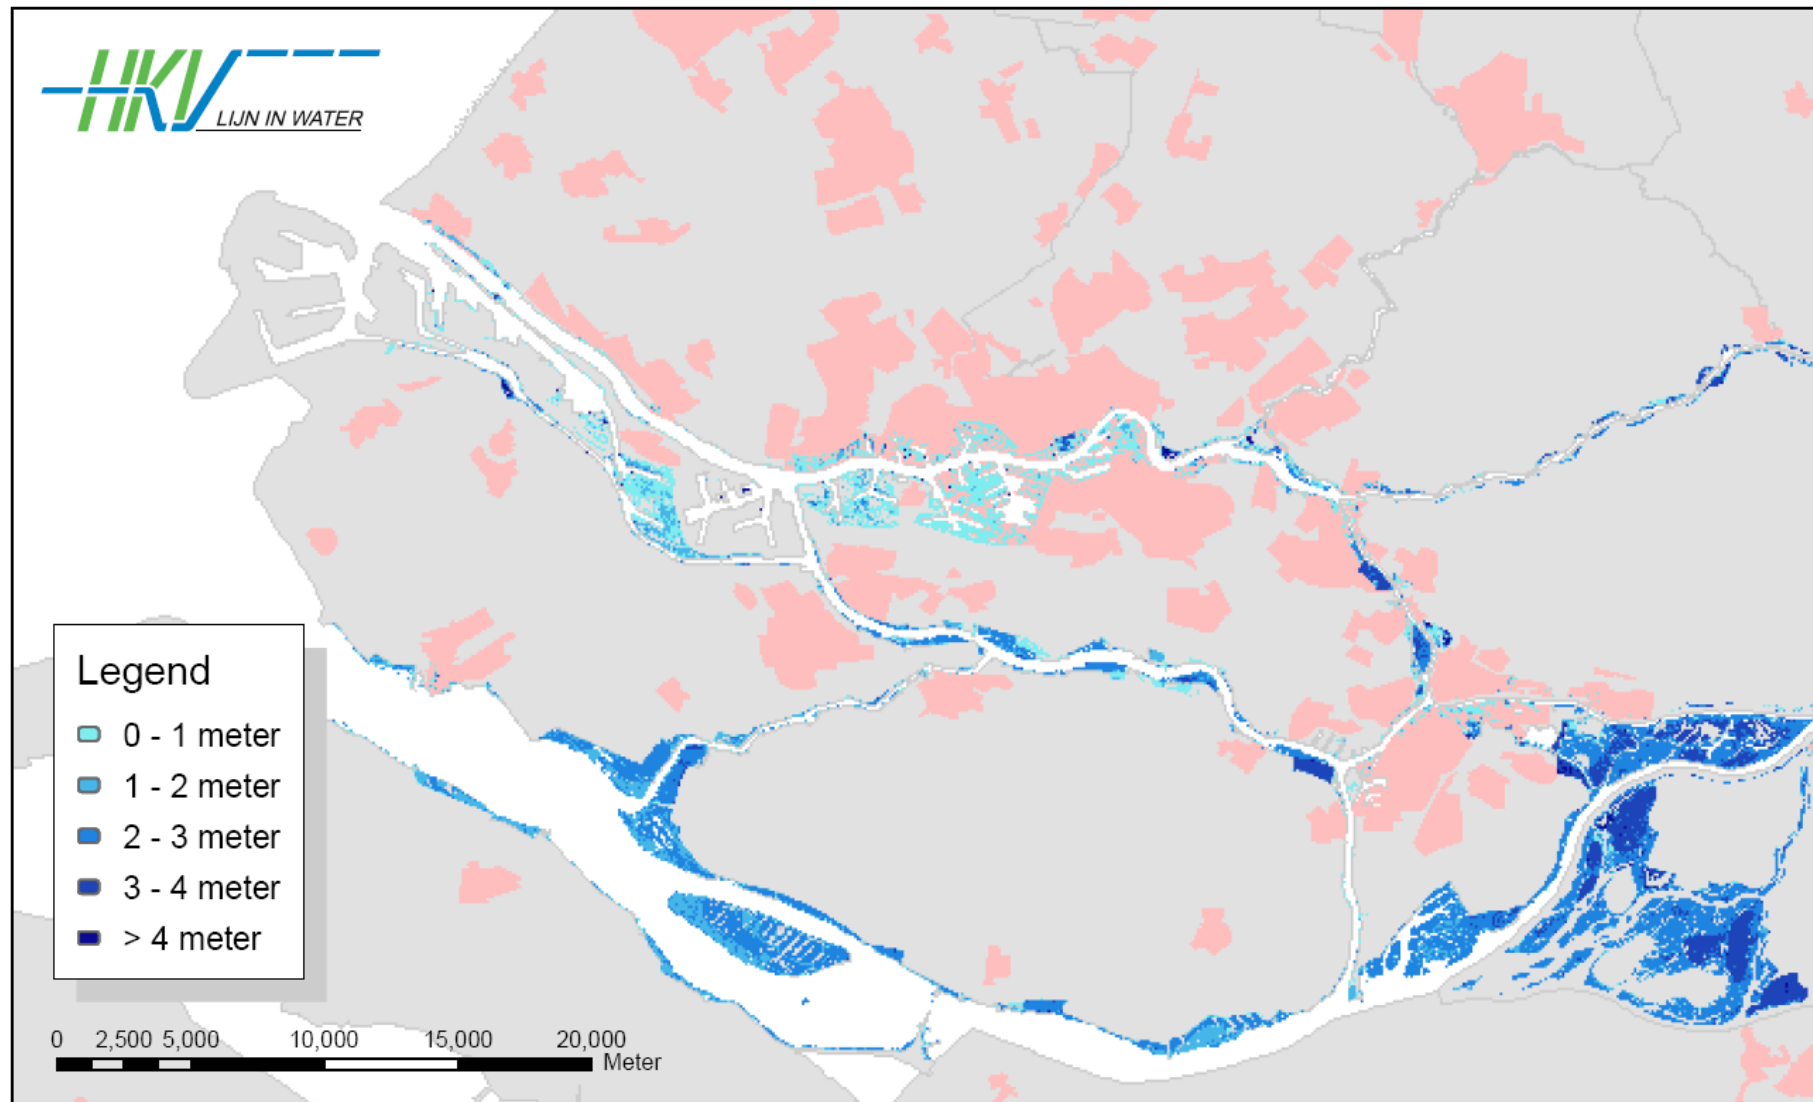 HKV
LIJN IN WATER
Legend
0 - 1 meter
1 - 2 meter
2 - 3 meter
3 - 4 meter
> 4 meter
0 2,500 5,000 10,000 15,000 20,000
Meter